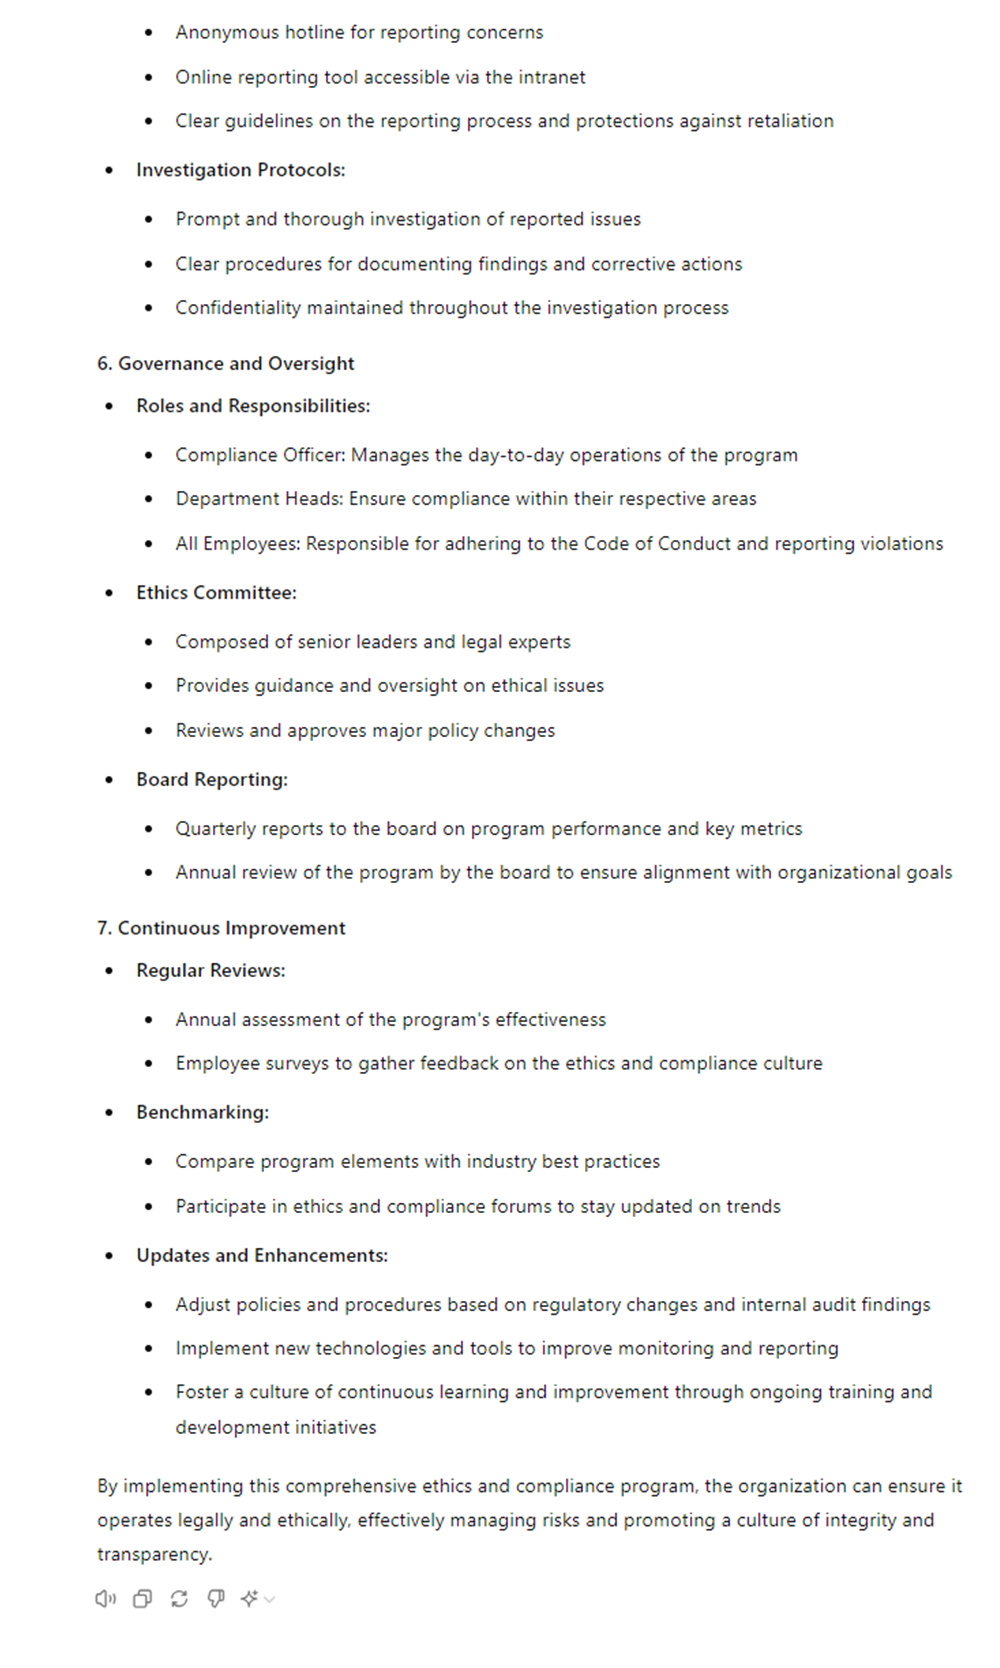 Anonymous hotline for reporting concerns
Online reporting tool accessible via the intranet
Clear guidelines on the reporting process and protections against retaliation
Investigation Protocols:
Prompt and thorough investigation of reported issues
Clear procedures for documenting findings and corrective actions
Confidentiality maintained throughout the investigation process
6. Governance and Oversight
Roles and Responsibilities:
Compliance Officer: Manages the day-to-day operations of the program
Department Heads: Ensure compliance within their respective areas
All Employees: Responsible for adhering to the Code of Conduct and reporting violations
Ethics Committee:
Composed of senior leaders and legal experts
Provides guidance and oversight on ethical issues
Reviews and approves major policy changes
Board Reporting:
Quarterly reports to the board on program performance and key metrics
Annual review of the program by the board to ensure alignment with organizational goals
7. Continuous Improvement
Regular Reviews:
Annual assessment of the program's effectiveness
Employee surveys to gather feedback on the ethics and compliance culture
Benchmarking:
Compare program elements with industry best practices
Participate in ethics and compliance forums to stay updated on trends
Updates and Enhancements:
Adjust policies and procedures based on regulatory changes and internal audit findings
Implement new technologies and tools to improve monitoring and reporting
Foster a culture of continuous learning and improvement through ongoing training and
development initiatives
By implementing this comprehensive ethics and compliance program, the organization can ensure it
operates legally and ethically, effectively managing risks and promoting a culture of integrity and
transparency.